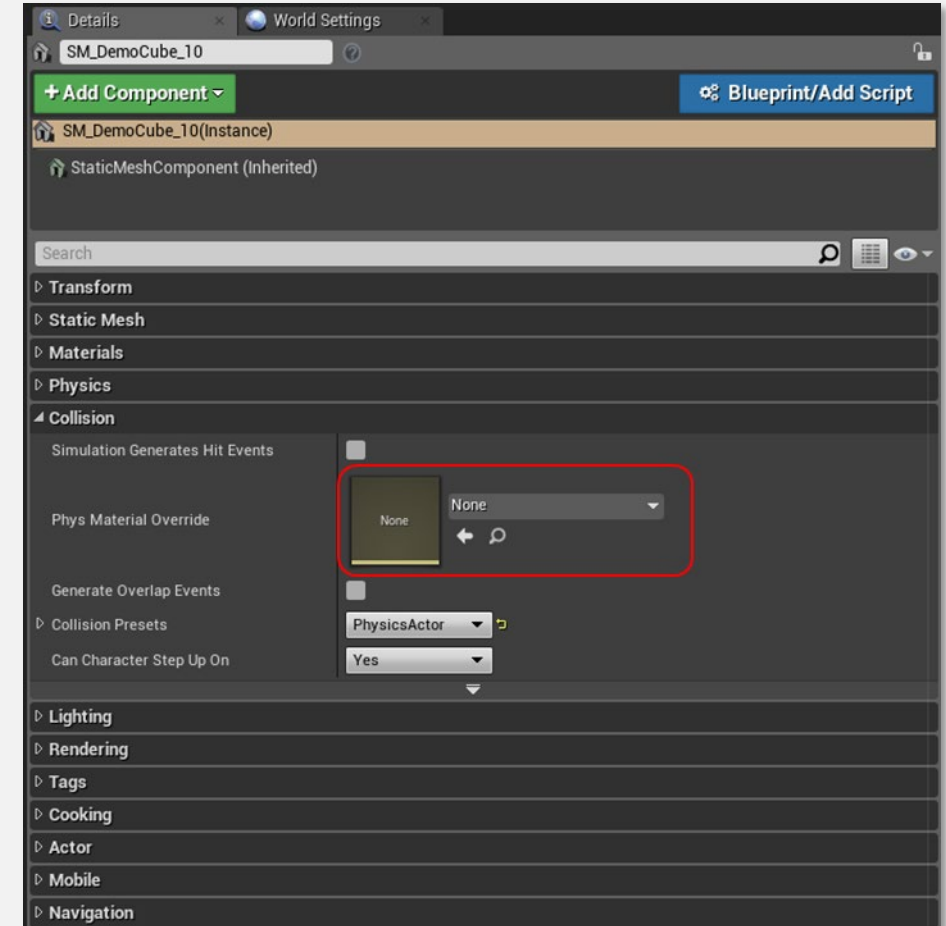 Details World Settings
SM_DemoCube_10
+ Add Component Blueprint/Add Script
SM_DemoCube_10(Instance)
StaticMeshComponent (Inherited)
Search
Transform
Static Mesh
Materials
Physics
Collision
Simulation Generates Hit Events
Phys Material Override None None
Generate Overlap Events
Collision Presets PhysicsActor
Can Character Step Up On Yes
Lighting
Rendering
Tags
Cooking
Actor
Mobile
Navigation